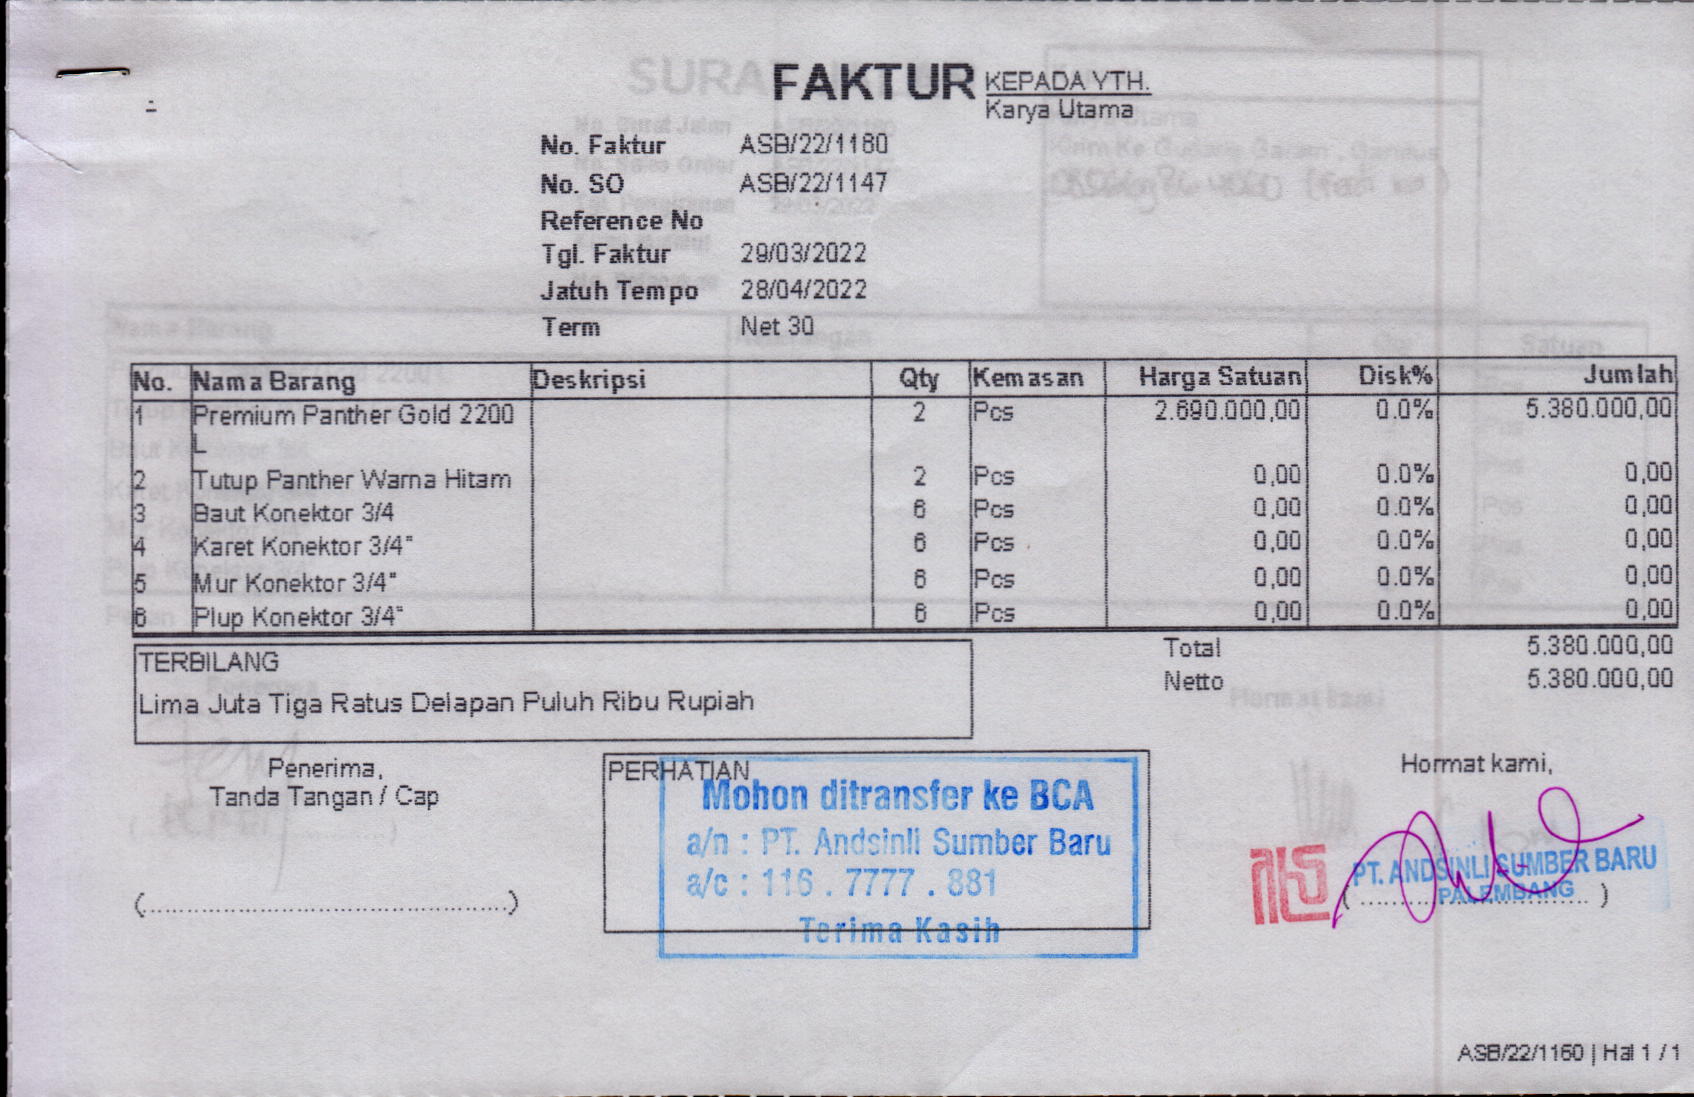 FAKTUR
KEPADA YTH.
Karya Utama
No. Faktur ASB/22/1160
No. SO ASB/22/1147
Reference No
Tgl. Faktur 29/03/2022
Jatuh Tempo 28/04/2022
Term Net 30
No. Nama Barang Deskripsi Qty Kemasan Harga Satuan Disk% Jumlah
1 Premium Panther Gold 2200 2 Pcs 2.690.000,00 0.0% 5.380.000,00
L
2 Tutup Panther Warna Hitam 2 Pcs 0,00 0.0% 0,00
3 Baut Konektor 3/4 6 Pcs 0,00 0.0% 0,00
4 Karet Konektor 3/4" 6 Pcs 0,00 0.0% 0,00
5 Mur Konektor 3/4" 6 Pcs 0,00 0.0% 0,00
6 Plup Konektor 3/4" 6 Pcs 0,00 0.0% 0,00
Total 5.380.000,00
Netto 5.380.000,00
TERBILANG
Lima Juta Tiga Ratus Delapan Puluh Ribu Rupiah
Penerima,
Tanda Tangan / Cap
(........................................)
PERHATIAN
Mohon ditransfer ke BCA
a/n : PT. Andsinli Sumber Baru
a/c : 116 . 7777 . 881
Terima Kasih
Hormat kami,
PT. ANDSINLI SUMBER BARU
PALEMBANG
(..............................)
ASB/22/1160 | Hal 1 / 1